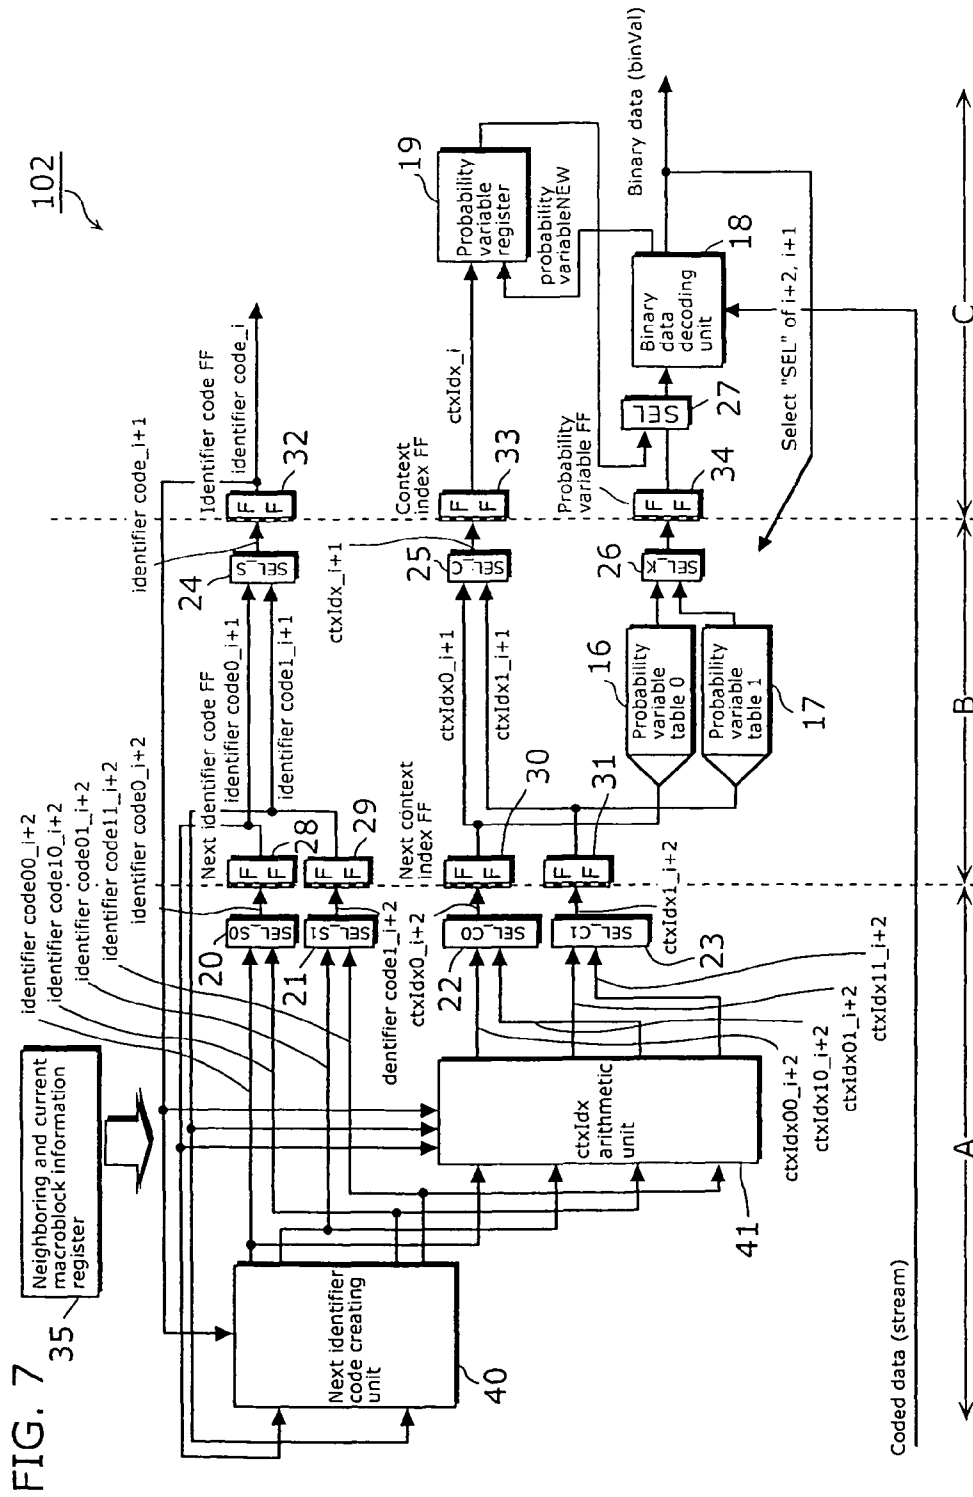 FIG. 7
102
Neighboring and current
macroblock information
register
35
identifier code00_i+2
identifier code10_i+2
identifier code01_i+2
identifier code11_i+2
identifier code0_i+2
Next identifier FF
identifier code0_i+1
identifier code1_i+1
identifier code_i+1
Identifier code FF
identifier code_i
Next identifier
code creating
unit
40
SEL_S0
20
SEL_S1
21
F F
28
F F
29
SEL_S
24
F F
32
dentifier code1_i+2
ctxIdx0_i+2
Next context
index FF
ctxIdx0_i+1
ctxIdx1_i+1
ctxIdx_i+1
Context
index FF
ctxIdx_i
ctxIdx
arithmetic
unit
41
SEL_C0
22
SEL_C1
23
F F
30
F F
31
ctxIdx1_i+2
SEL_C
25
F F
33
Probability
variable
register
19
ctxIdx00_i+2
ctxIdx10_i+2
ctxIdx01_i+2
ctxIdx11_i+2
16
Probability
variable
table 0
Probability
variable
table 1
17
SEL_K
26
Probability
variable FF
F F
34
SEL
27
probability
variableNEW
Binary
data
decoding
unit
18
Binary data (binVal)
Select "SEL" of i+2, i+1
Coded data (stream)
A
B
C